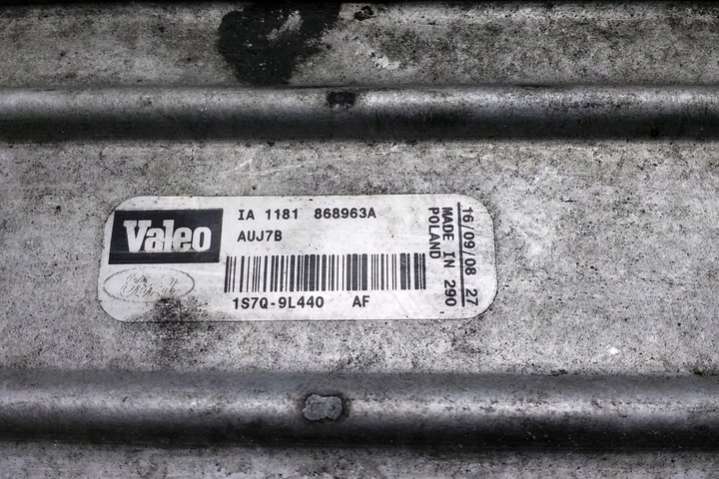 Valeo
IA 1181 868963A
AUJ7B
1S7Q-9L440 AF
16/09/08 27
MADE IN 290
POLAND